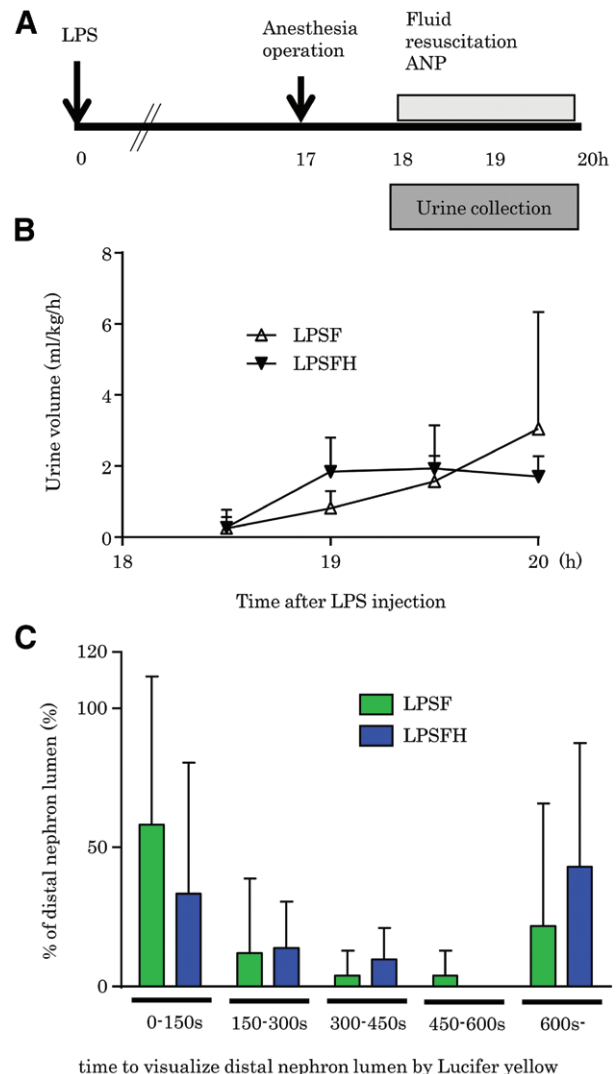 A
LPS
Anesthesia
operation
Fluid
resuscitation
ANP
0
17
18
19
20h
Urine collection
B
Urine volume (ml/kg/h)
8
6
4
2
0
LPSF
LPSFH
18
19
20 (h)
Time after LPS injection
C
% of distal nephron lumen (%)
120
100
50
0
LPSF
LPSFH
0-150s
150-300s
300-450s
450-600s
600s-
time to visualize distal nephron lumen by Lucifer yellow